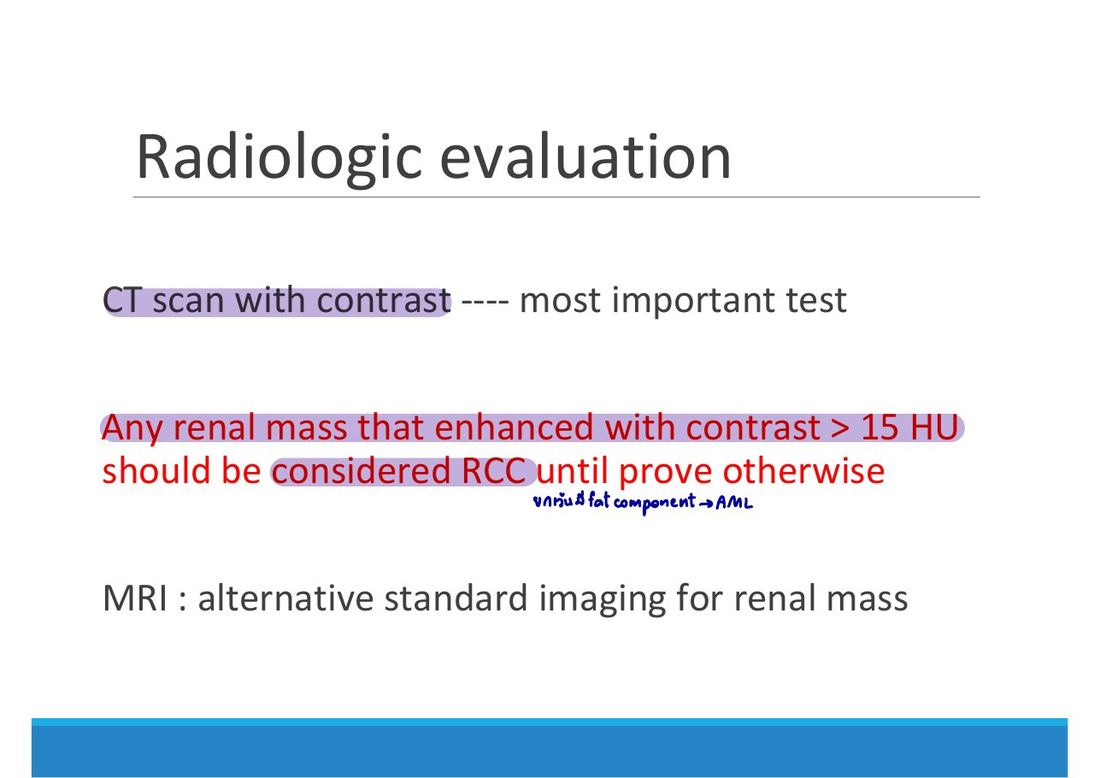 Radiologic evaluation
CT scan with contrast ---- most important test
Any renal mass that enhanced with contrast > 15 HU
should be considered RCC until prove otherwise
ยกเว้นมี fat component → AML
MRI : alternative standard imaging for renal mass